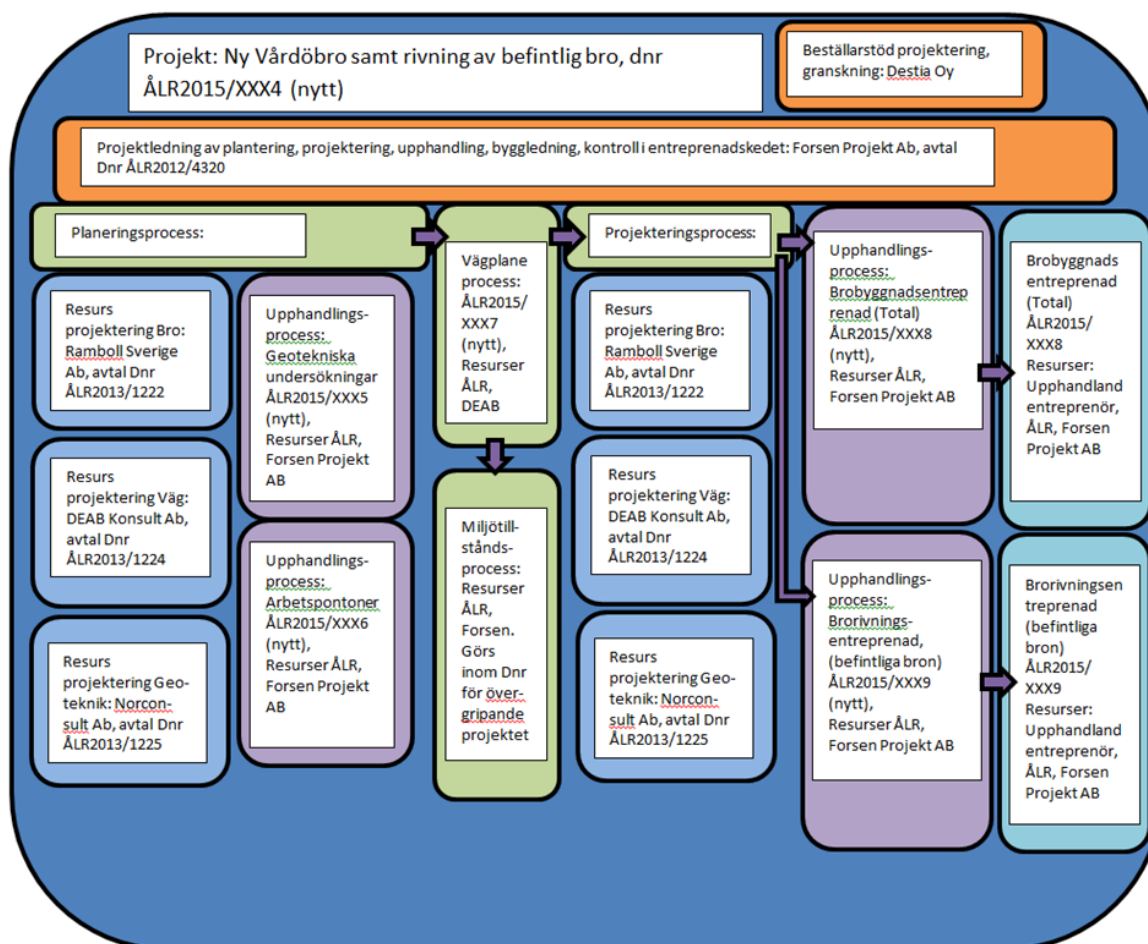 Projekt: Ny Vårdöbro samt rivning av befintlig bro, dnr
ÅLR2015/XXX4 (nytt)
Beställarstöd projektering,
granskning: Destia Oy
Projektledning av plantering, projektering, upphandling, byggledning, kontroll i entreprenadskedet: Forsen Projekt Ab, avtal
Dnr ÅLR2012/4320
Planeringsprocess:
Resurs
projektering Bro:
Ramboll Sverige
Ab, avtal Dnr
ÅLR2013/1222
Resurs
projektering Väg:
DEAB Konsult Ab,
avtal Dnr
ÅLR2013/1224
Resurs
projektering Geo-
teknik: Norcon-
sult Ab, avtal Dnr
ÅLR2013/1225
Upphandlings-
process:
Geotekniska
undersökningar
ÅLR2015/XXX5
(nytt),
Resurser ÅLR,
Forsen Projekt
AB
Upphandlings-
process:
Arbetspontoner
ÅLR2015/XXX6
(nytt),
Resurser ÅLR,
Forsen Projekt
AB
Vägplane
process:
ÅLR2015/
XXX7
(nytt),
Resurser
ÅLR,
DEAB
Miljötill-
stånds-
process:
Resurser
ÅLR,
Forsen.
Görs
inom Dnr
för över-
gripande
projektet
Projekteringsprocess:
Resurs
projektering Bro:
Ramboll Sverige
Ab, avtal Dnr
ÅLR2013/1222
Resurs
projektering Väg:
DEAB Konsult Ab,
avtal Dnr
ÅLR2013/1224
Resurs
projektering Geo-
teknik: Norcon-
sult Ab, avtal Dnr
ÅLR2013/1225
Upphandlings-
process:
Brobyggnadsentrep
renad (Total)
ÅLR2015/XXX8
(nytt),
Resurser ÅLR,
Forsen Projekt AB
Upphandlings-
process:
Brorivnings-
entreprenad,
(befintliga bron)
ÅLR2015/XXX9
(nytt),
Resurser ÅLR,
Forsen Projekt AB
Brobyggnads
entreprenad
(Total)
ÅLR2015/
XXX8
Resurser:
Upphandland
entreprenör,
ÅLR, Forsen
Projekt AB
Brorivningsen
treprenad
(befintliga
bron)
ÅLR2015/
XXX9
Resurser:
Upphandland
entreprenör,
ÅLR, Forsen
Projekt AB